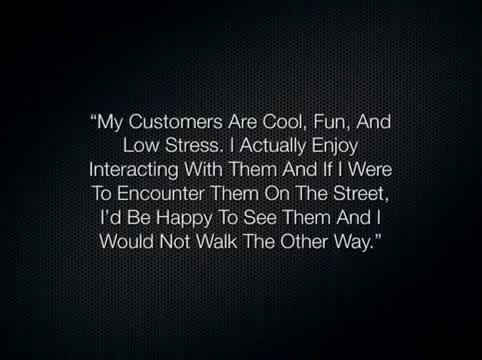 “My Customers Are Cool, Fun, And
Low Stress. I Actually Enjoy
Interacting With Them And If I Were
To Encounter Them On The Street,
I’d Be Happy To See Them And I
Would Not Walk The Other Way.”